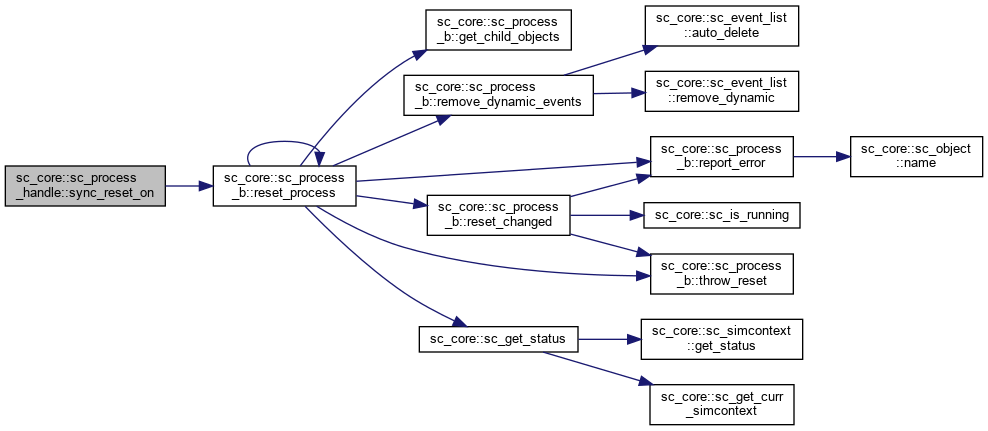 sc_core::sc_process
_handle::sync_reset_on
sc_core::sc_process
_b::reset_process
sc_core::sc_process
_b::get_child_objects
sc_core::sc_process
_b::remove_dynamic_events
sc_core::sc_event_list
::auto_delete
sc_core::sc_event_list
::remove_dynamic
sc_core::sc_process
_b::report_error
sc_core::sc_object
::name
sc_core::sc_process
_b::reset_changed
sc_core::sc_is_running
sc_core::sc_process
_b::throw_reset
sc_core::sc_get_status
sc_core::sc_simcontext
::get_status
sc_core::sc_get_curr
_simcontext